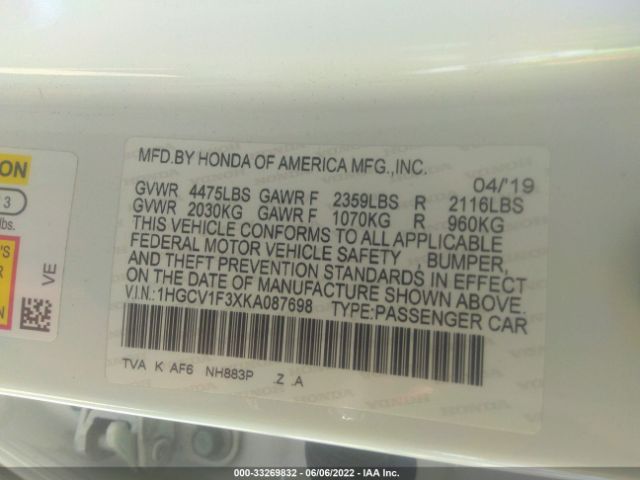 MFD.BY HONDA OF AMERICA MFG.,INC.
04/'19
GVWR 4475LBS GAWR F 2359LBS R 2116LBS
GVWR 2030KG GAWR F 1070KG R 960KG
THIS VEHICLE CONFORMS TO ALL APPLICABLE
FEDERAL MOTOR VEHICLE SAFETY , BUMPER,
AND THEFT PREVENTION STANDARDS IN EFFECT
ON THE DATE OF MANUFACTURE SHOWN ABOVE.
V.I.N.:1HGCV1F3XKA087698 TYPE:PASSENGER CAR
TVA K AF6 NH883P .Z .A
ON
3
lbs.
'S
R
VE
000-33269832 - 06/06/2022 - IAA Inc.